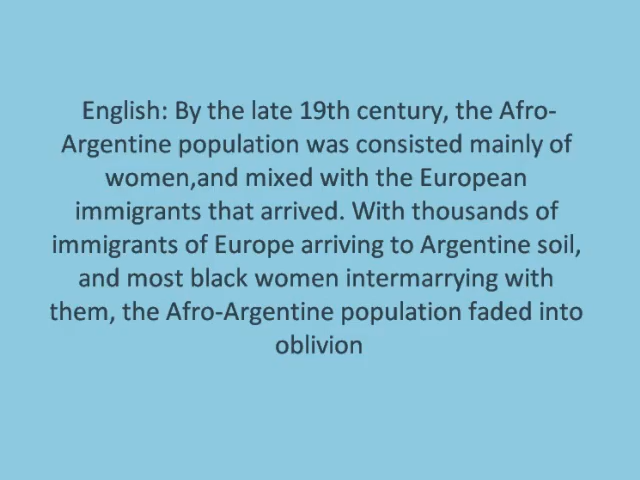 English: By the late 19th century, the Afro-
Argentine population was consisted mainly of
women,and mixed with the European
immigrants that arrived. With thousands of
immigrants of Europe arriving to Argentine soil,
and most black women intermarrying with
them, the Afro-Argentine population faded into
oblivion